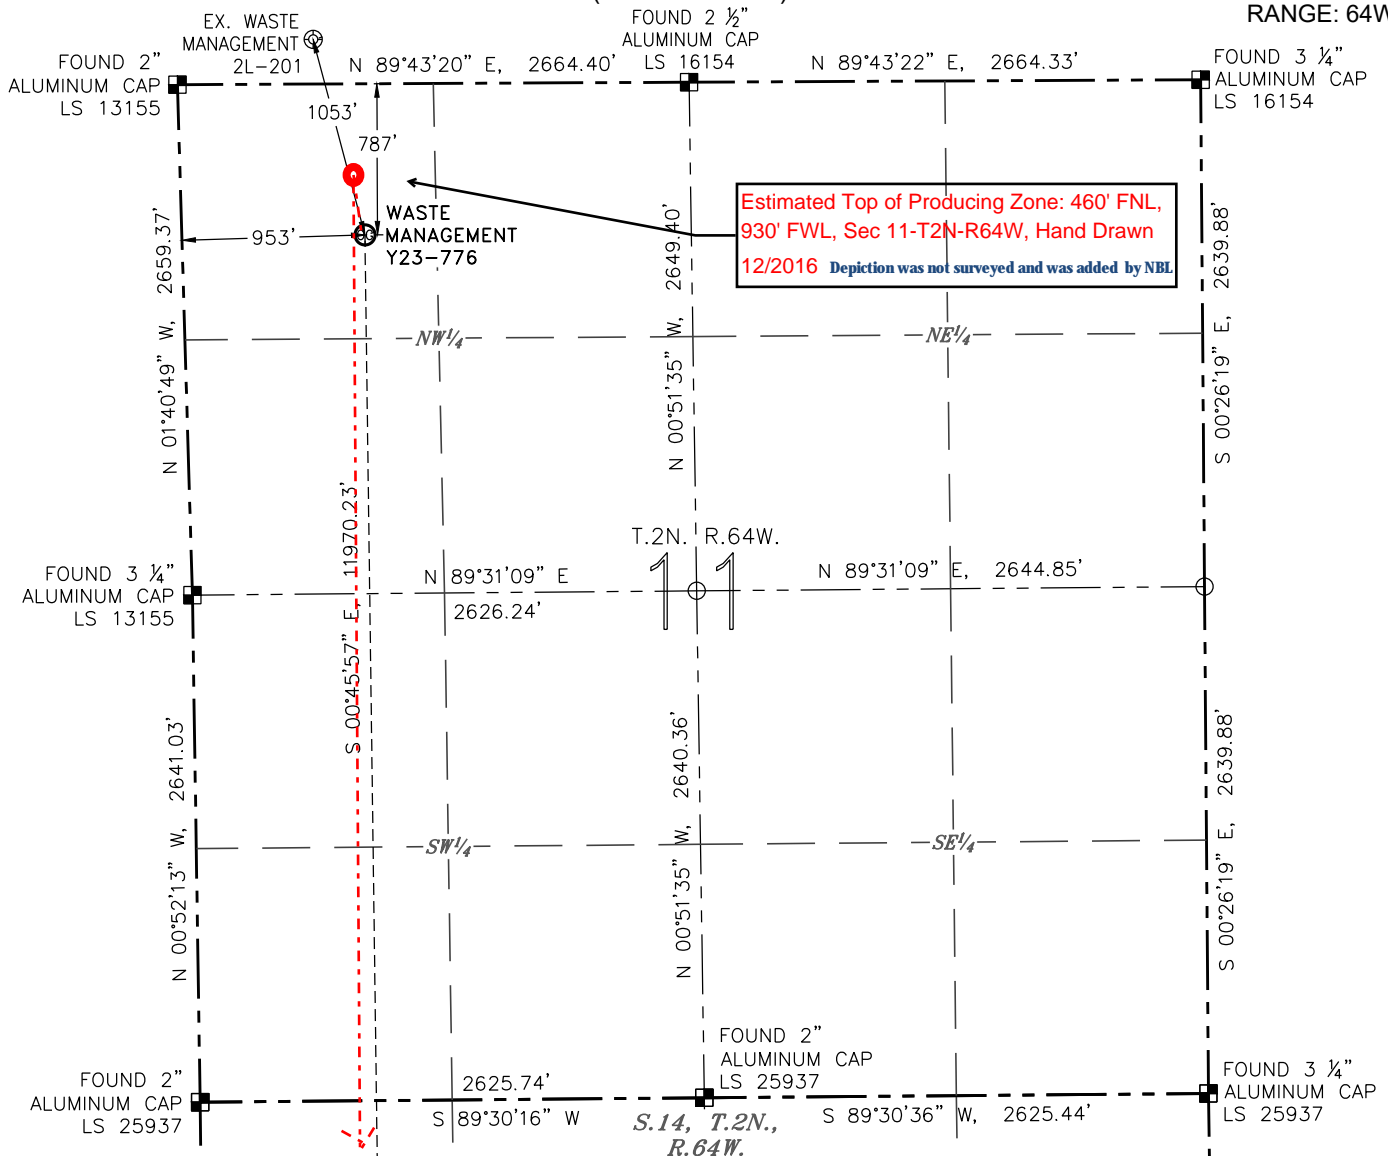 RANGE: 64W
EX. WASTE
MANAGEMENT
2L-201
FOUND 2"
ALUMINUM CAP
LS 13155
N 89°43'20" E, 2664.40'
FOUND 2 ½"
ALUMINUM CAP
LS 16154
N 89°43'22" E, 2664.33'
FOUND 3 ¼"
ALUMINUM CAP
LS 16154
1053'
787'
953'
WASTE
MANAGEMENT
Y23-776
Estimated Top of Producing Zone: 460' FNL,
930' FWL, Sec 11-T2N-R64W, Hand Drawn
12/2016 Depiction was not surveyed and was added by NBL
N 01°40'49" W, 2659.37'
N 00°51'35" W, 2649.40'
S 00°26'19" E, 2639.88'
NW¼
NE¼
S 00°45'57" E, 11970.23'
T.2N. R.64W.
11
FOUND 3 ¼"
ALUMINUM CAP
LS 13155
N 89°31'09" E
2626.24'
N 89°31'09" E, 2644.85'
N 00°52'13" W, 2641.03'
N 00°51'35" W, 2640.36'
S 00°26'19" E, 2639.88'
SW¼
SE¼
FOUND 2"
ALUMINUM CAP
LS 25937
2625.74'
S 89°30'16" W
FOUND 2"
ALUMINUM CAP
LS 25937
S 89°30'36" W, 2625.44'
FOUND 3 ¼"
ALUMINUM CAP
LS 25937
S.14, T.2N.,
R.64W.